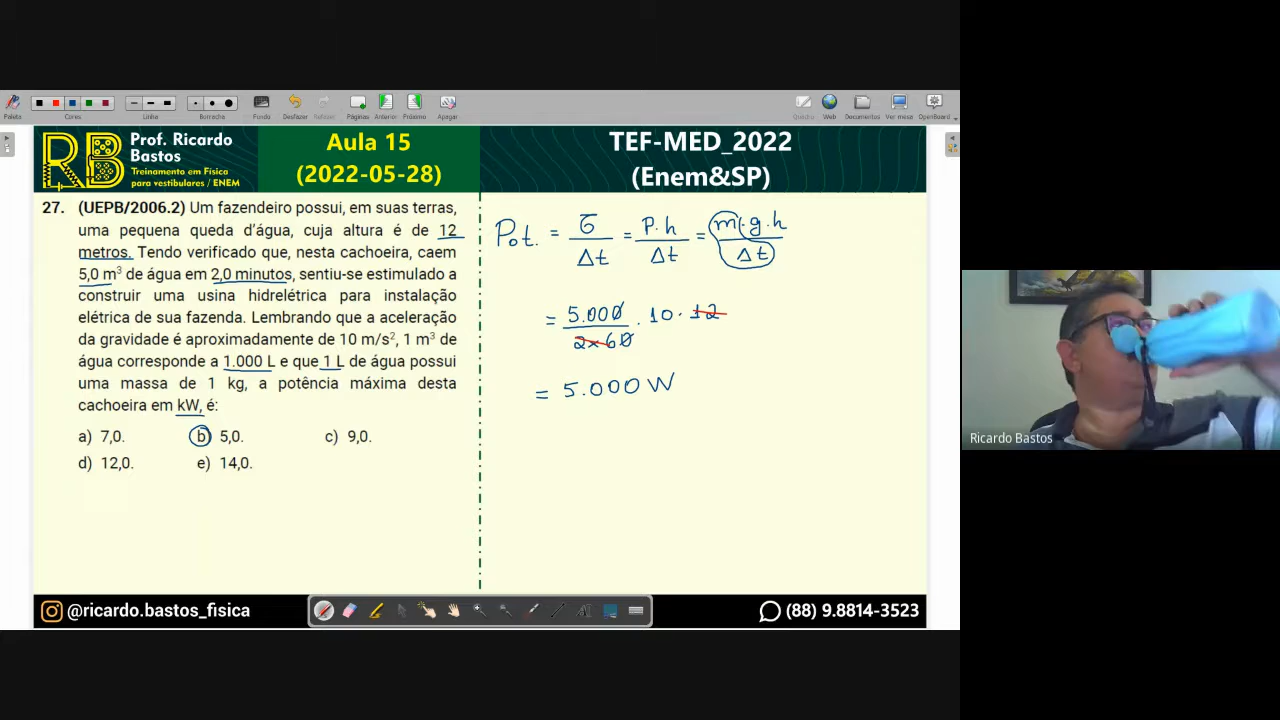 Paleta
Cores
Linha
Borracha
Fundo
Desfazer
Refazer
Páginas
Anterior
Próximo
Apagar
Quadro
Web
Documentos
Ver mesa
OpenBoard
RB
Prof. Ricardo
Bastos
Treinamento em Física
para vestibulares / ENEM
Aula 15
(2022-05-28)
TEF-MED_2022
(Enem&SP)
27. (UEPB/2006.2) Um fazendeiro possui, em suas terras,
uma pequena queda d'água, cuja altura é de 12
metros. Tendo verificado que, nesta cachoeira, caem
5,0 m³ de água em 2,0 minutos, sentiu-se estimulado a
construir uma usina hidrelétrica para instalação
elétrica de sua fazenda. Lembrando que a aceleração
da gravidade é aproximadamente de 10 m/s², 1 m³ de
água corresponde a 1.000 L e que 1 L de água possui
uma massa de 1 kg, a potência máxima desta
cachoeira em kW, é:
a) 7,0. b) 5,0. c) 9,0.
d) 12,0. e) 14,0.
Pot. = Ϭ/Δt = P.h/Δt = m.g.h/Δt
= 5.000/2x60 . 10 . 12
= 5.000 W
Ricardo Bastos
@ricardo.bastos_fisica
(88) 9.8814-3523